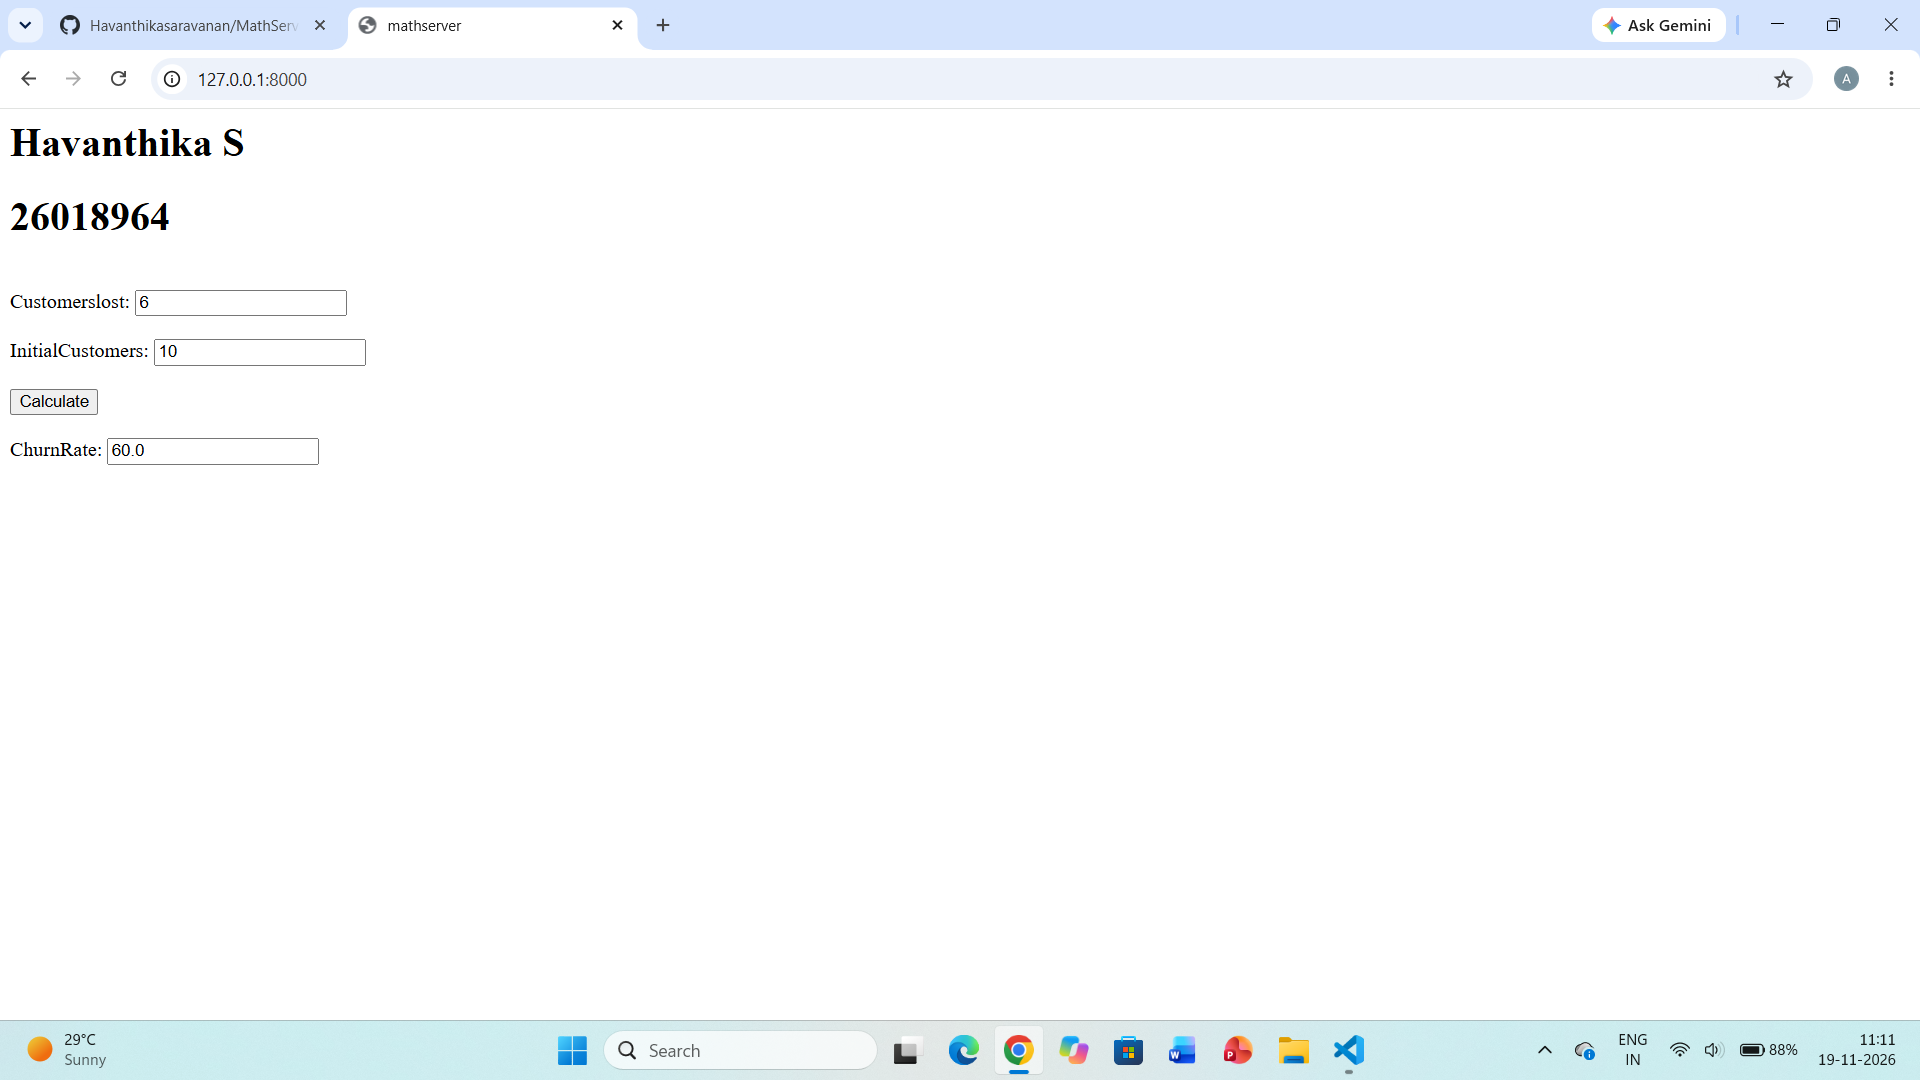 Havanthikasaravanan/MathServ
mathserver
Ask Gemini
127.0.0.1:8000
A
Havanthika S
26018964
Customerslost: 6
InitialCustomers: 10
Calculate
ChurnRate: 60.0
29°C
Sunny
Search
ENG
IN
88%
11:11
19-11-2026